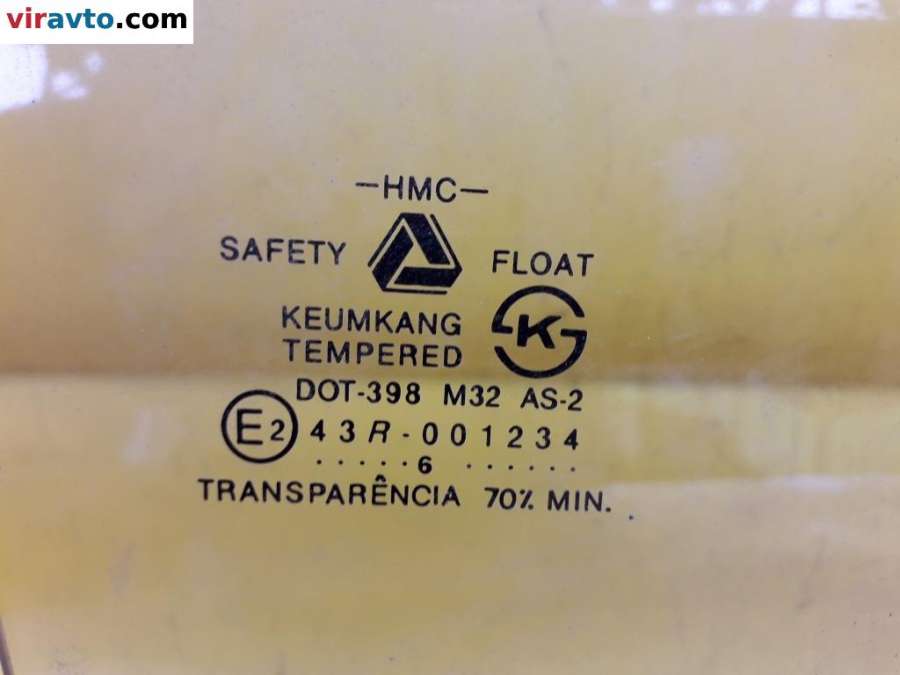 viravto.com
—HMC—
SAFETY FLOAT
KEUMKANG
TEMPERED
K
DOT-398 M32 AS-2
E2 43R-001234
. . . . . 6 . . . . . .
TRANSPARÊNCIA 70% MIN.